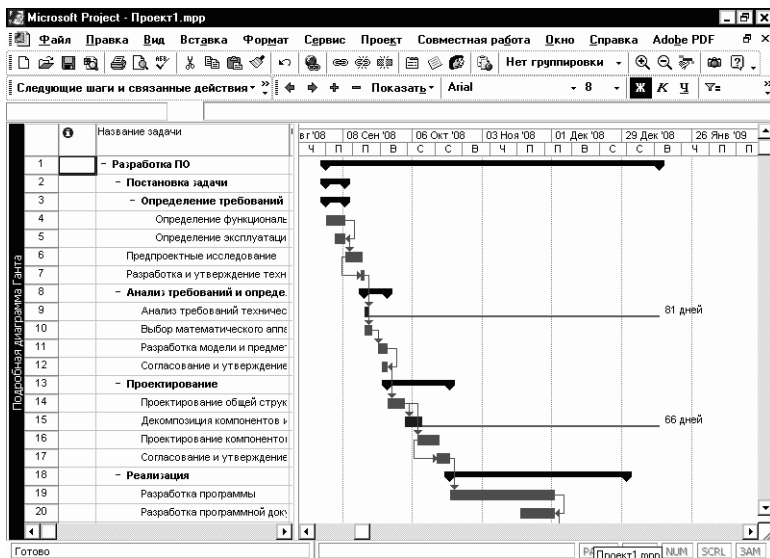 Microsoft Project - Проект1.mpp
Файл Правка Вид Вставка Формат Сервис Проект Совместная работа Окно Справка Adobe PDF
Нет группировки
Следующие шаги и связанные действия Показать Arial 8 Ж К Ч
Название задачи
вг'08 08 Сен '08 06 Окт '08 03 Ноя '08 01 Дек '08 29 Дек '08 26 Янв '09
Ч П П В С С В Ч П П В С С В Ч П П
1 Разработка ПО
2 Постановка задачи
3 Определение требований
4 Определение функциональ
5 Определение эксплуатаци
6 Предпроектные исследование
7 Разработка и утверждение техн
8 Анализ требований и опреде.
9 Анализ требований техничес 81 дней
10 Выбор математического аппа
11 Разработка модели и предмет
12 Согласование и утверждение
13 Проектирование
14 Проектирование общей струк
15 Декомпозиция компонентов и 66 дней
16 Проектирование компоненто
17 Согласование и утверждение
18 Реализация
19 Разработка программы
20 Разработка программной доку
Подробная диаграмма Ганта
Готово Проект1.mpp NUM SCRL ЗАМ